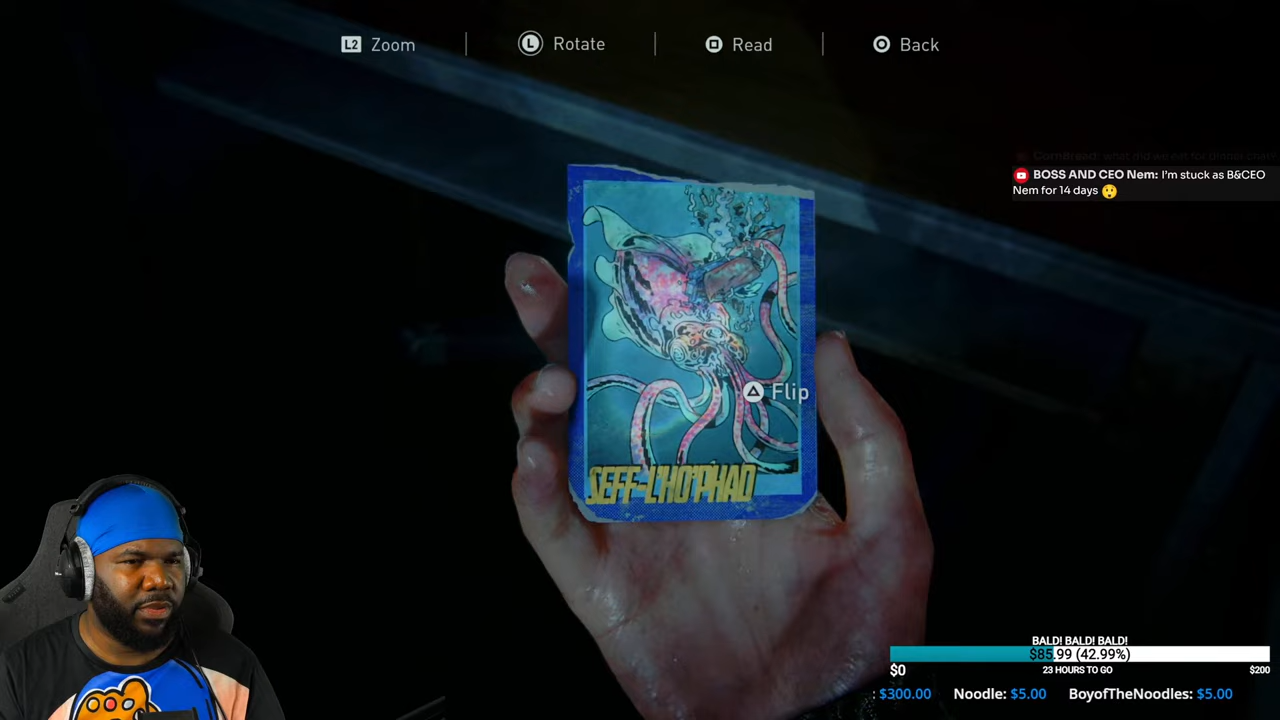 L2 Zoom
L Rotate
Read
Back
BOSS AND CEO Nem: I'm stuck as B&CEO
Nem for 14 days
Flip
SEFF-L'HO'PHAD
BALD! BALD! BALD!
$85.99 (42.99%)
$0
23 HOURS TO GO
$200
: $300.00
Noodle: $5.00
BoyofTheNoodles: $5.00